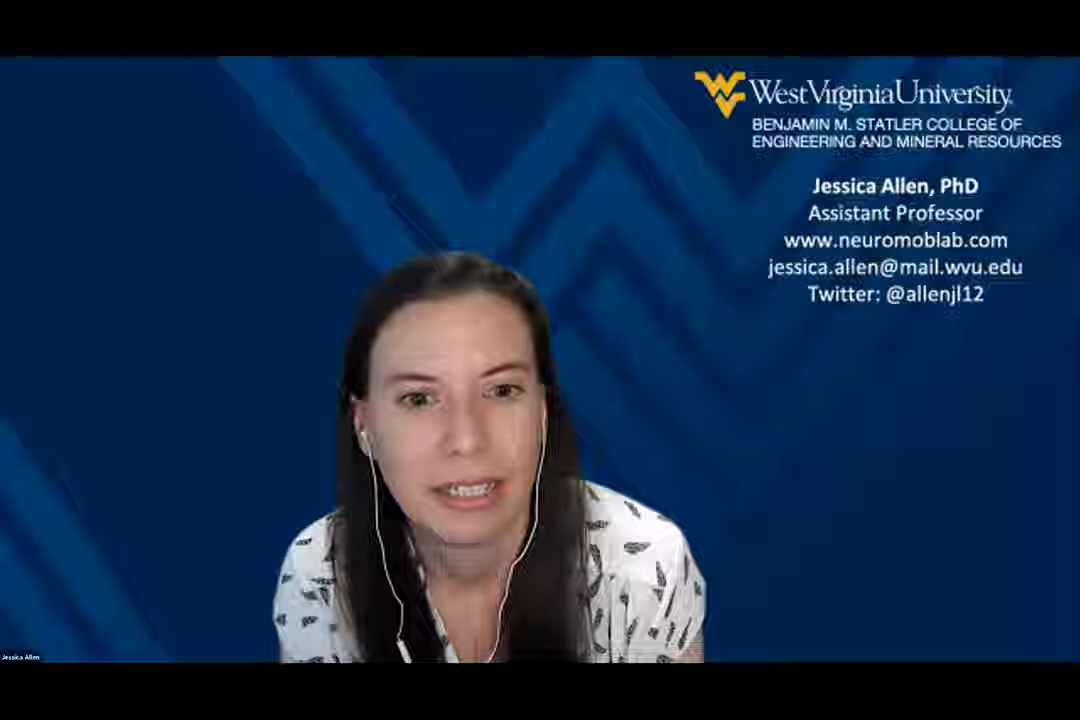 West Virginia University
BENJAMIN M. STATLER COLLEGE OF
ENGINEERING AND MINERAL RESOURCES
Jessica Allen, PhD
Assistant Professor
www.neuromoblab.com
jessica.allen@mail.wvu.edu
Twitter: @allenjl12
Jessica Allen